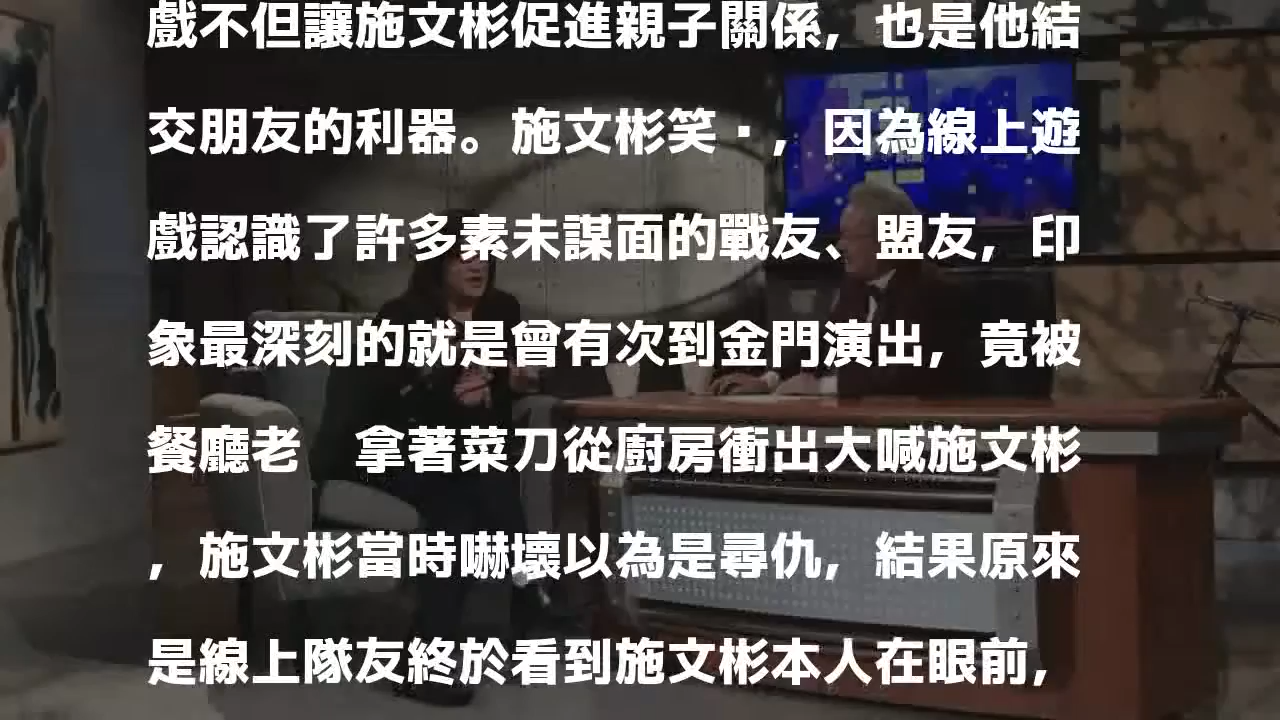 戲不但讓施文彬促進親子關係，也是他結
交朋友的利器。施文彬笑·，因為線上遊
戲認識了許多素未謀面的戰友、盟友，印
象最深刻的就是曾有次到金門演出，竟被
餐廳老　拿著菜刀從廚房衝出大喊施文彬
，施文彬當時嚇壞以為是尋仇，結果原來
是線上隊友終於看到施文彬本人在眼前，